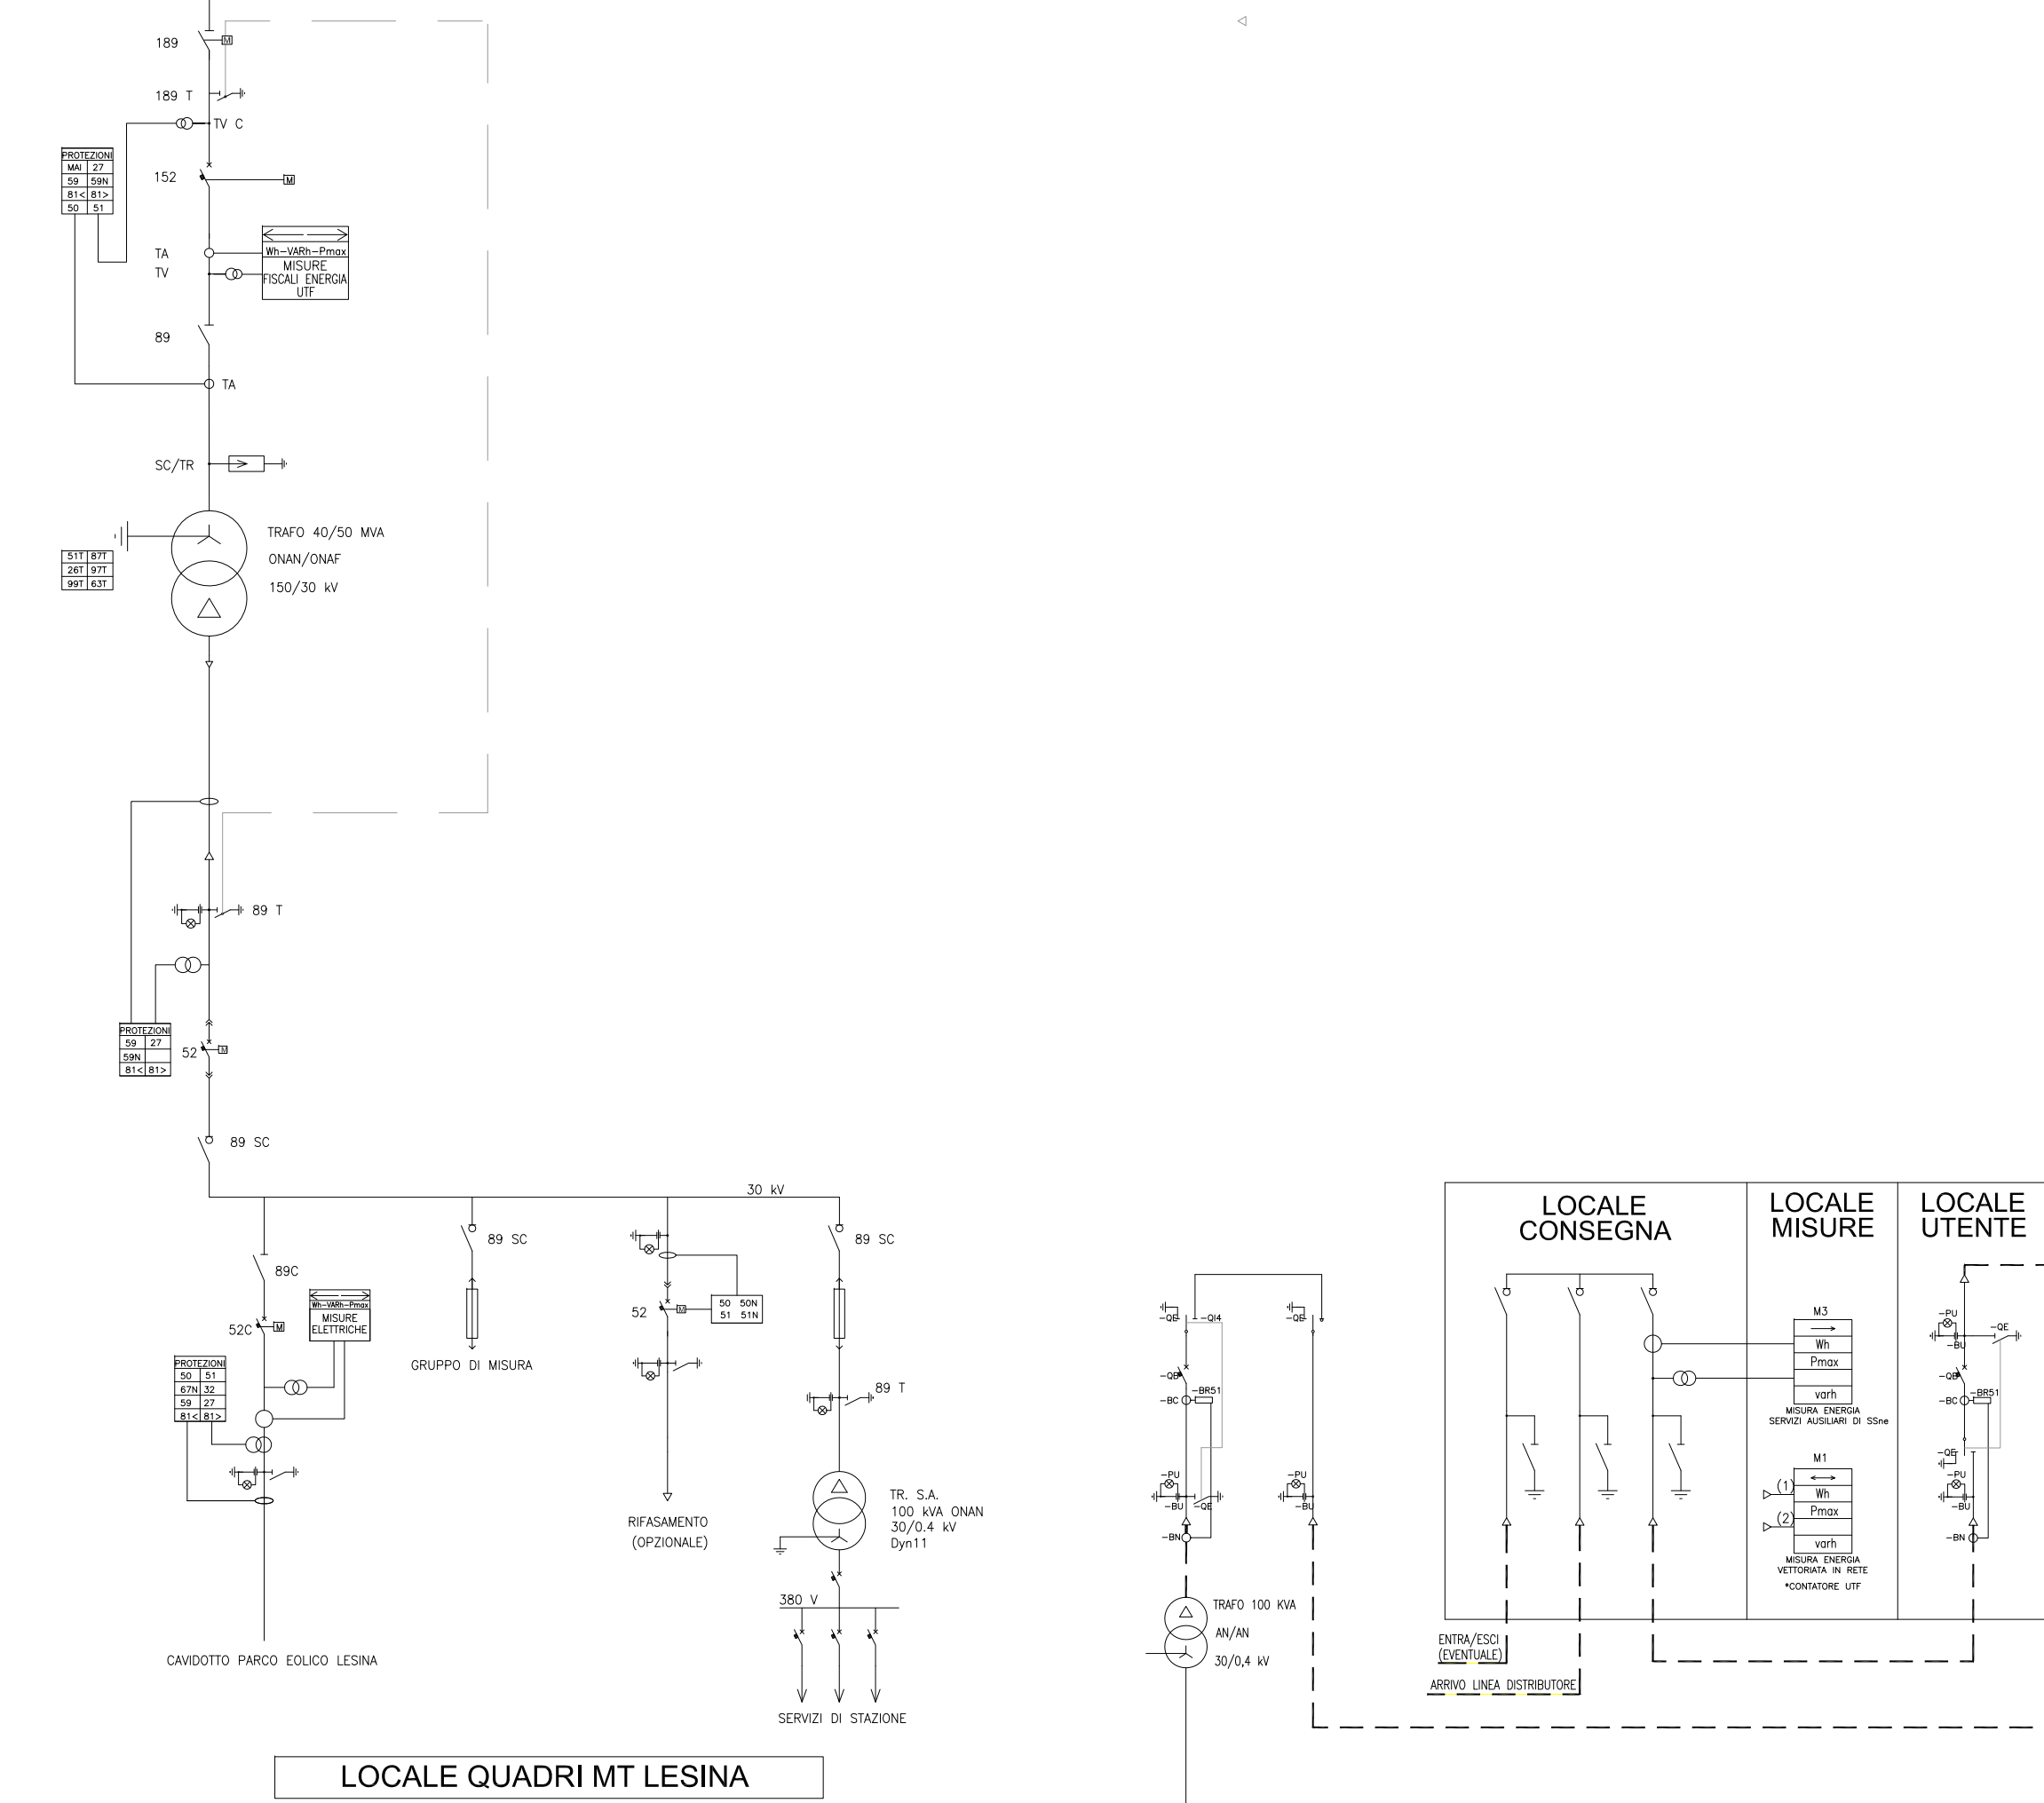 189
M
189 T
TV C
PROTEZIONI
MAI 27
59 59N
81< 81>
50 51
152
M
TA
TV
Wh-VARh-Pmax
MISURE
FISCALI ENERGIA
UTF
89
TA
SC/TR
TRAFO 40/50 MVA
ONAN/ONAF
150/30 kV
51T 87T
26T 97T
99T 63T
89 T
PROTEZIONI
59 27
59N
81< 81>
52
M
89 SC
30 kV
89C
52C
M
Wh-VARh-Pmax
MISURE
ELETTRICHE
PROTEZIONI
50 51
67N 32
59 27
81< 81>
CAVIDOTTO PARCO EOLICO LESINA
89 SC
GRUPPO DI MISURA
52
M
50 50N
51 51N
RIFASAMENTO
(OPZIONALE)
89 SC
89 T
TR. S.A.
100 kVA ONAN
30/0.4 kV
Dyn11
380 V
SERVIZI DI STAZIONE
LOCALE QUADRI MT LESINA
-QE
-QI4
-QE
-QB
-BR51
-BC
-PU
-BU
-QE
-PU
-BU
-BN
TRAFO 100 KVA
AN/AN
30/0,4 kV
LOCALE
CONSEGNA
LOCALE
MISURE
LOCALE
UTENTE
M3
Wh
Pmax
varh
MISURA ENERGIA
SERVIZI AUSILIARI DI SSne
M1
(1)
Wh
Pmax
(2)
varh
MISURA ENERGIA
VETTORIATA IN RETE
*CONTATORE UTF
-PU
-QE
-BU
-QB
-BR51
-BC
-QE
-PU
-BU
-BN
ENTRA/ESCI
(EVENTUALE)
ARRIVO LINEA DISTRIBUTORE